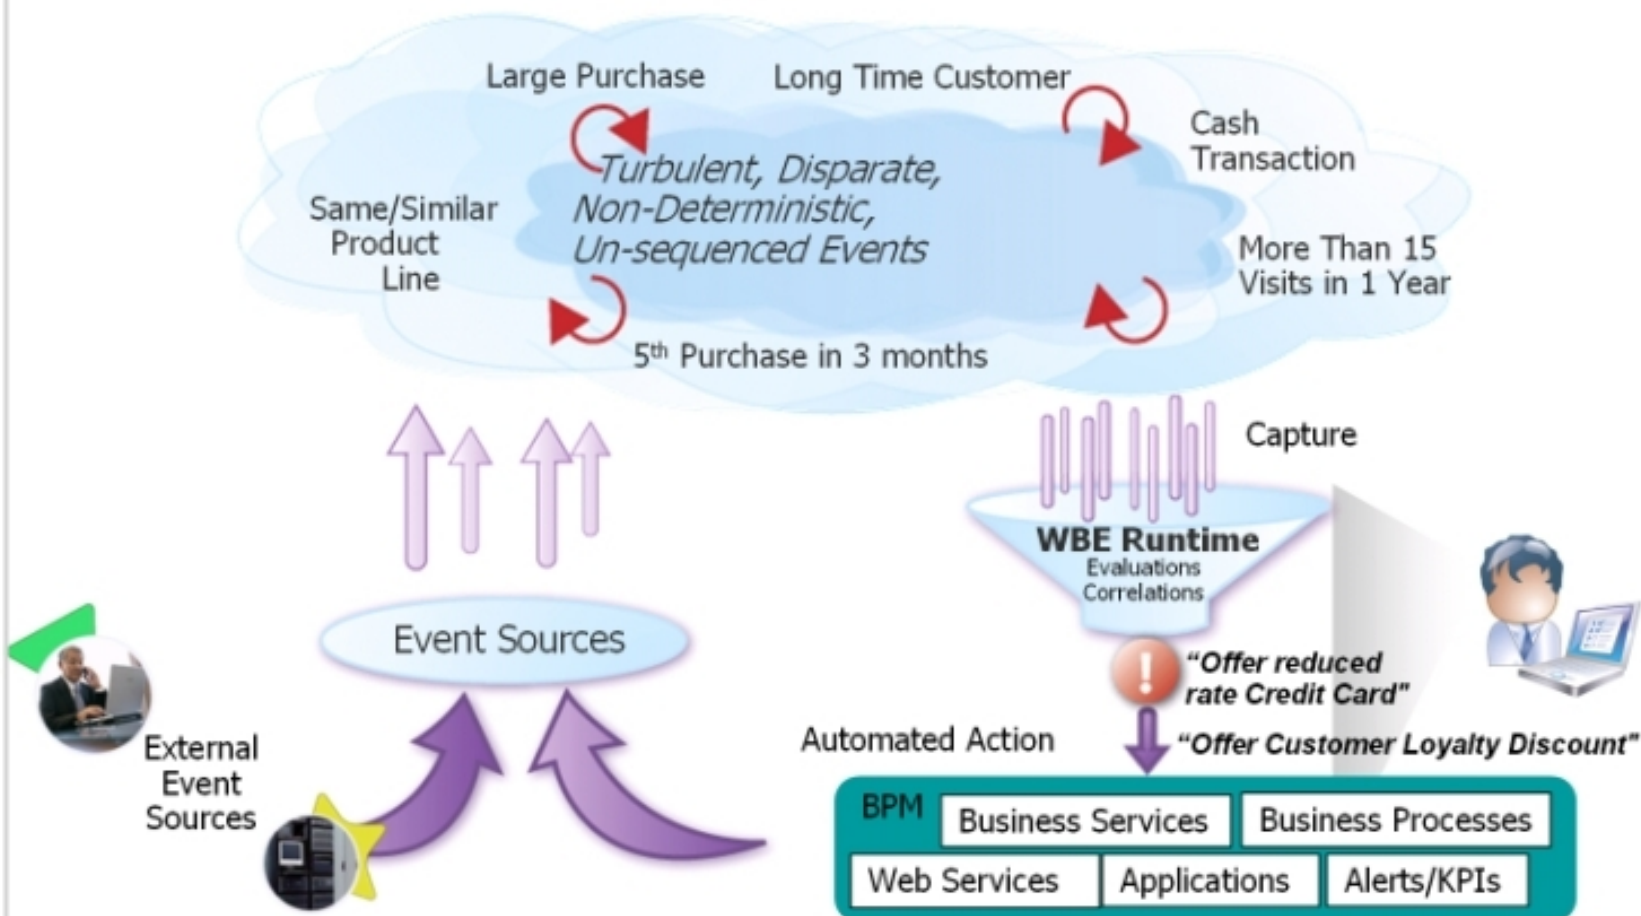 Large Purchase
Long Time Customer
Cash
Transaction
Turbulent, Disparate,
Non-Deterministic,
Un-sequenced Events
Same/Similar
Product
Line
More Than 15
Visits in 1 Year
5th Purchase in 3 months
Capture
WBE Runtime
Evaluations
Correlations
Event Sources
"Offer reduced
rate Credit Card"
External
Event
Sources
Automated Action
"Offer Customer Loyalty Discount"
BPM
Business Services
Business Processes
Web Services
Applications
Alerts/KPIs